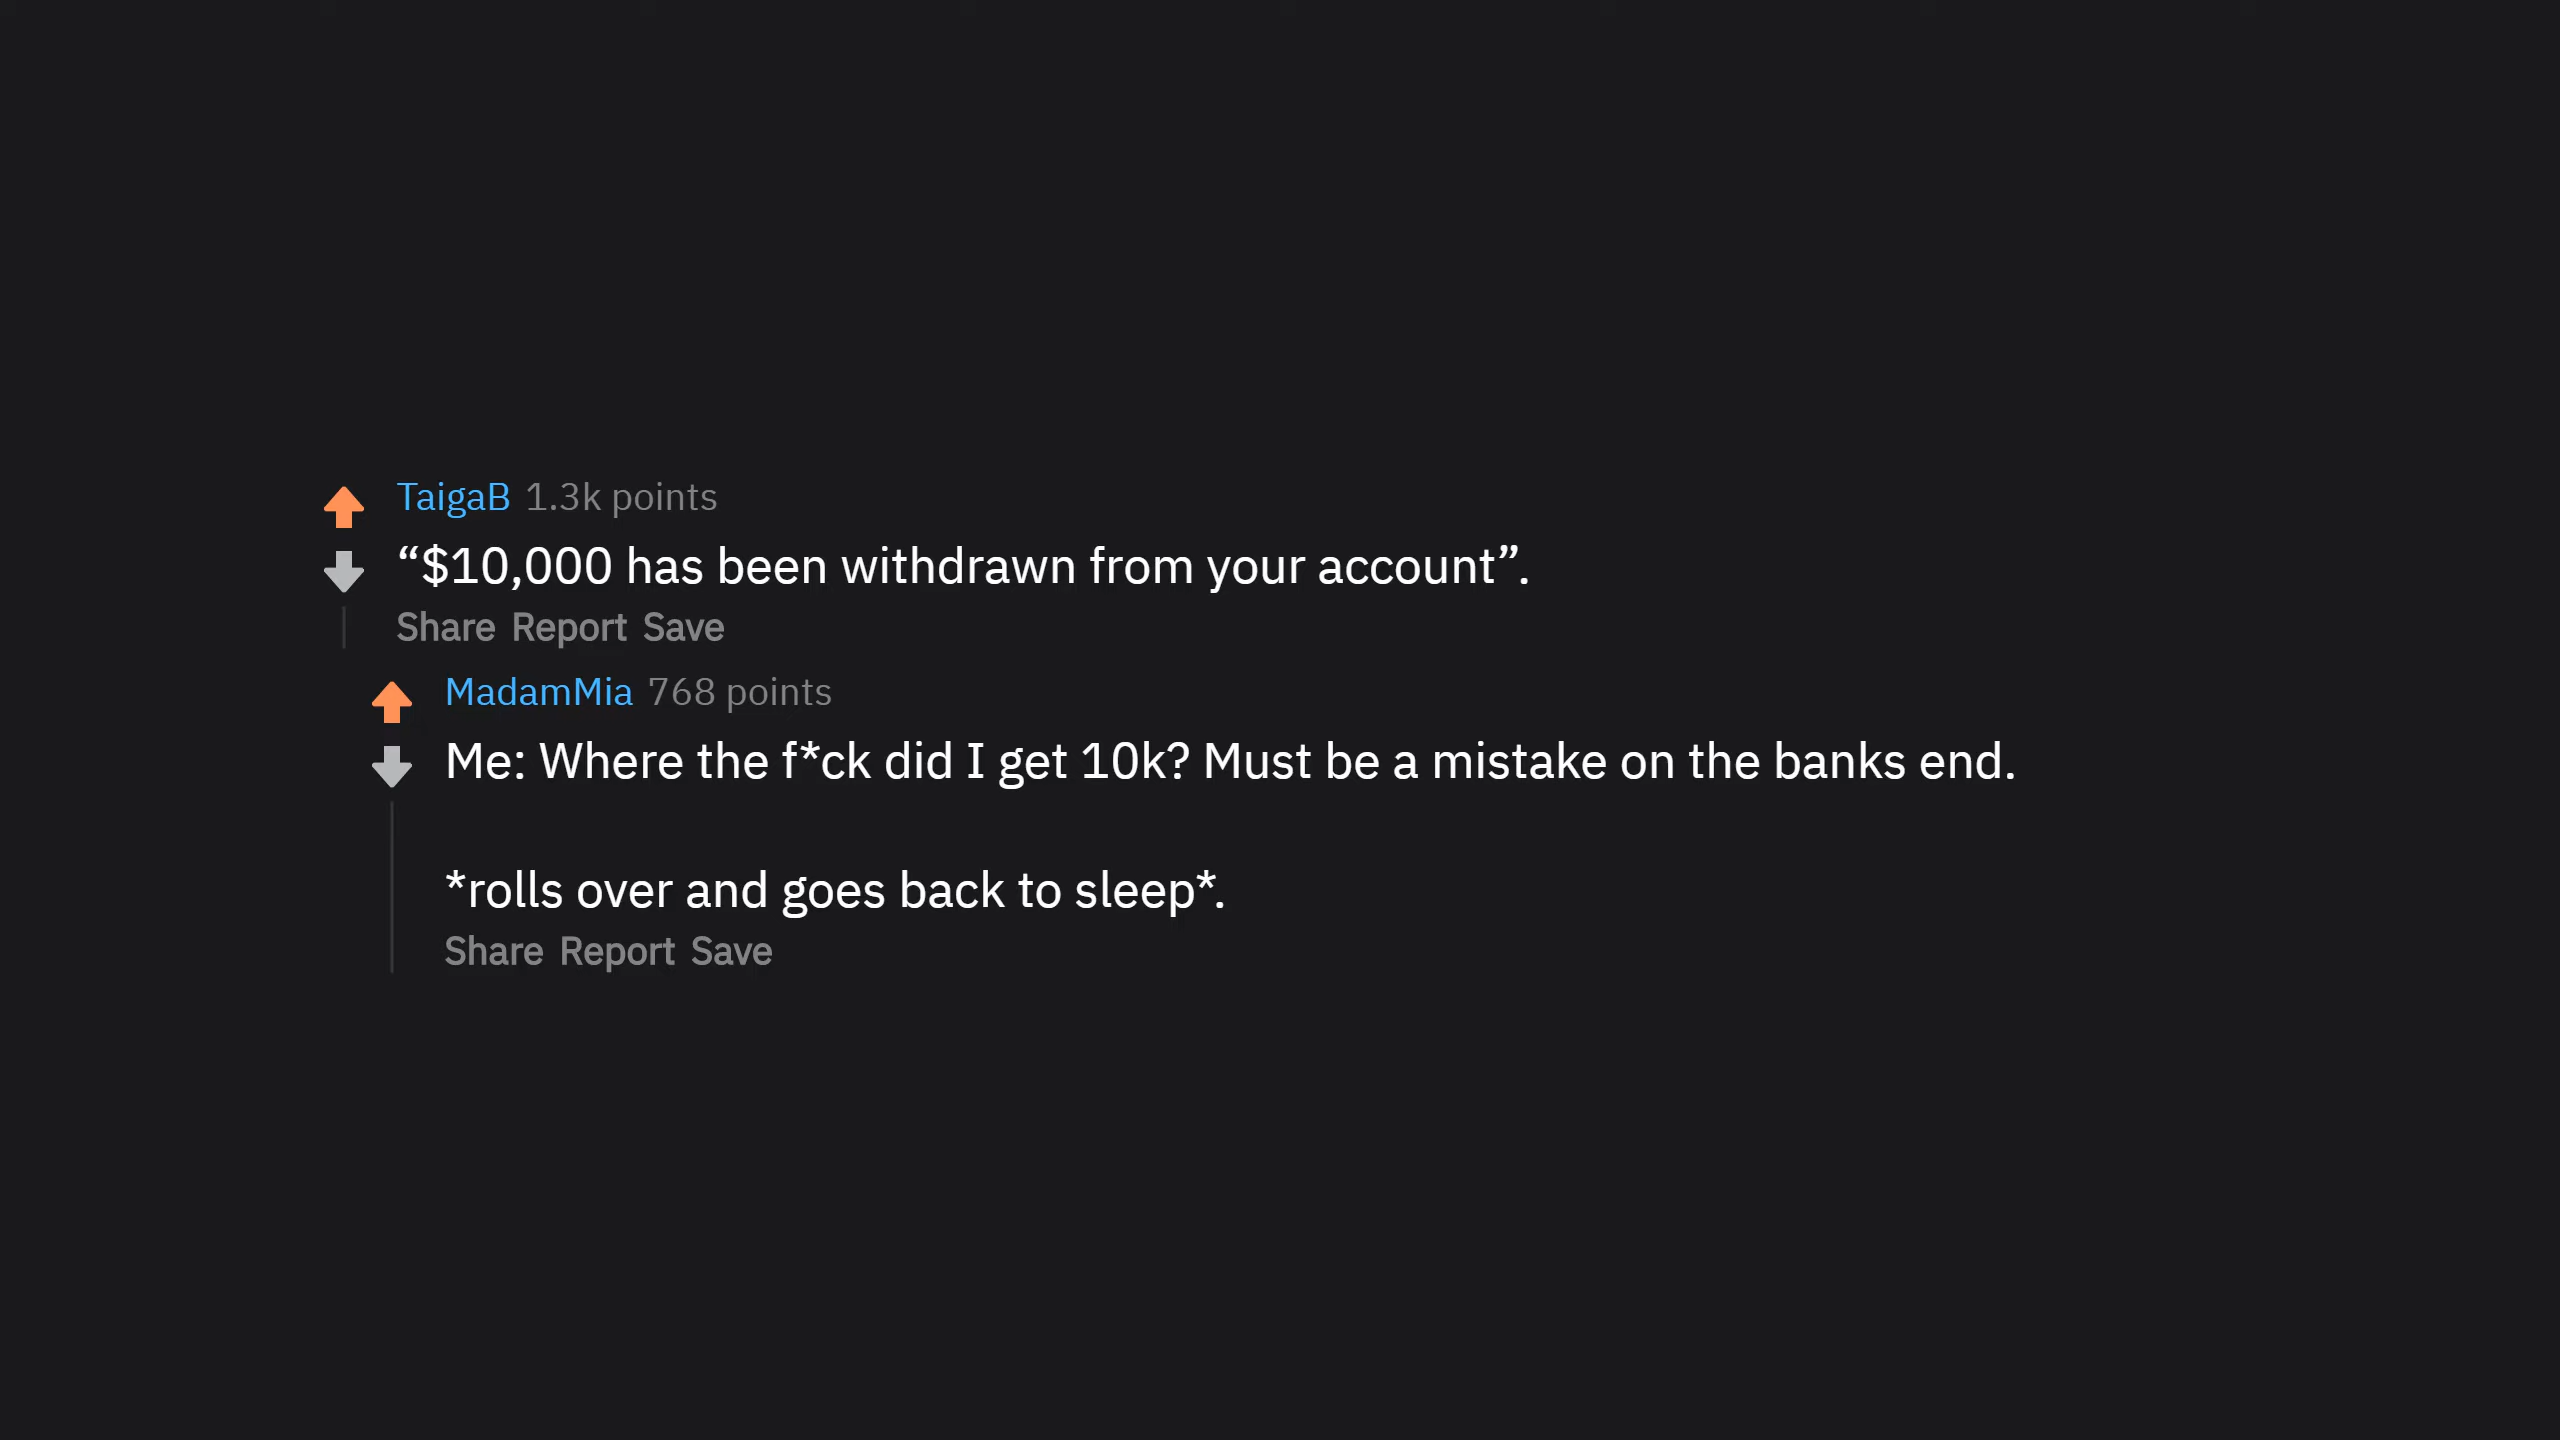 TaigaB 1.3k points
“$10,000 has been withdrawn from your account”.
Share Report Save
MadamMia 768 points
Me: Where the f*ck did I get 10k? Must be a mistake on the banks end.
*rolls over and goes back to sleep*.
Share Report Save